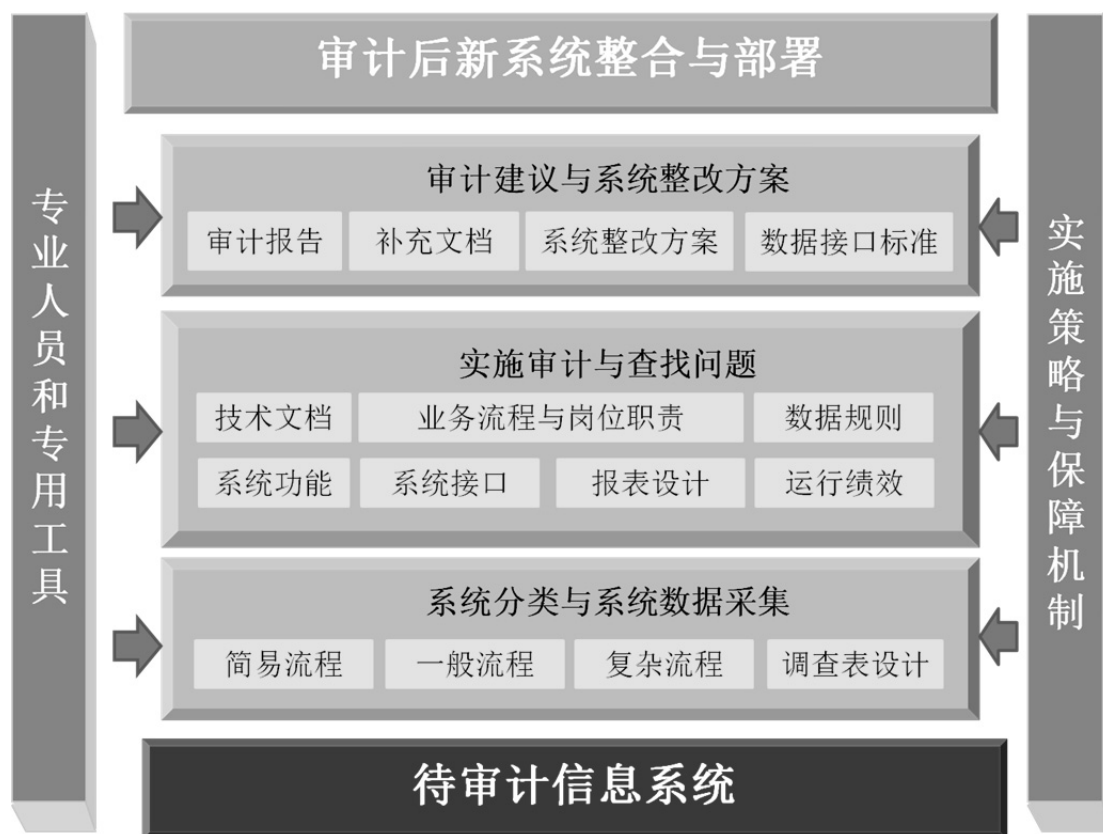 审计后新系统整合与部署
专业人员和专用工具
审计建议与系统整改方案
审计报告
补充文档
系统整改方案
数据接口标准
实施审计与查找问题
技术文档
业务流程与岗位职责
数据规则
系统功能
系统接口
报表设计
运行绩效
系统分类与系统数据采集
简易流程
一般流程
复杂流程
调查表设计
实施策略与保障机制
待审计信息系统